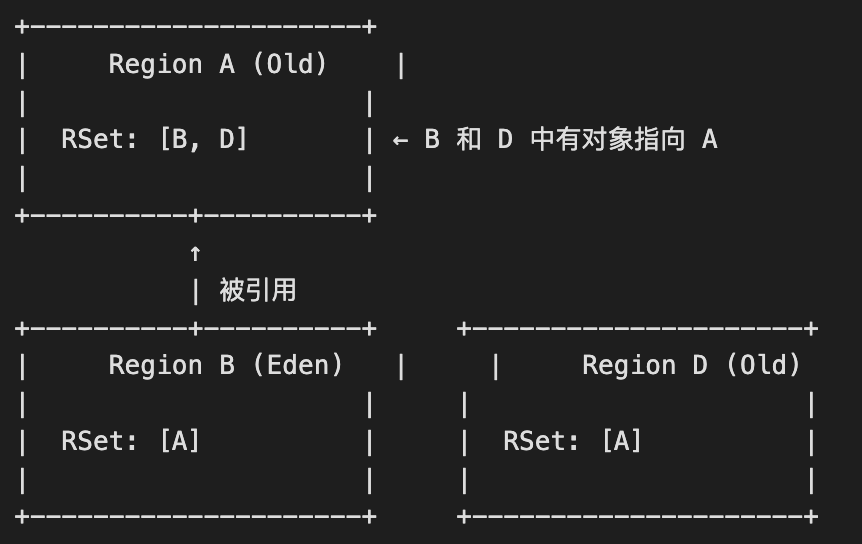 +---------------------+
|     Region A (Old)    |
|                     |
|  RSet: [B, D]       | ← B 和 D 中有对象指向 A
|                     |
+----------+----------+
           ↑
           | 被引用
+----------+----------+     +---------------------+
|     Region B (Eden)   |     |     Region D (Old)
|                     |     |                     |
|  RSet: [A]          |     |  RSet: [A]          |
|                     |     |                     |
+---------------------+     +---------------------+